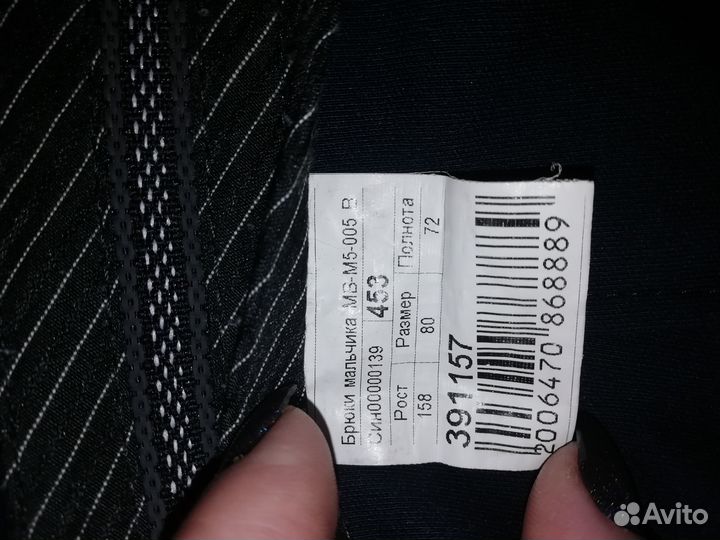 Брюки мальчика МБ-М5-005 R
Син00000139 453
Рост Размер Полнота
158 80 72
391157
2006470 868889
Avito